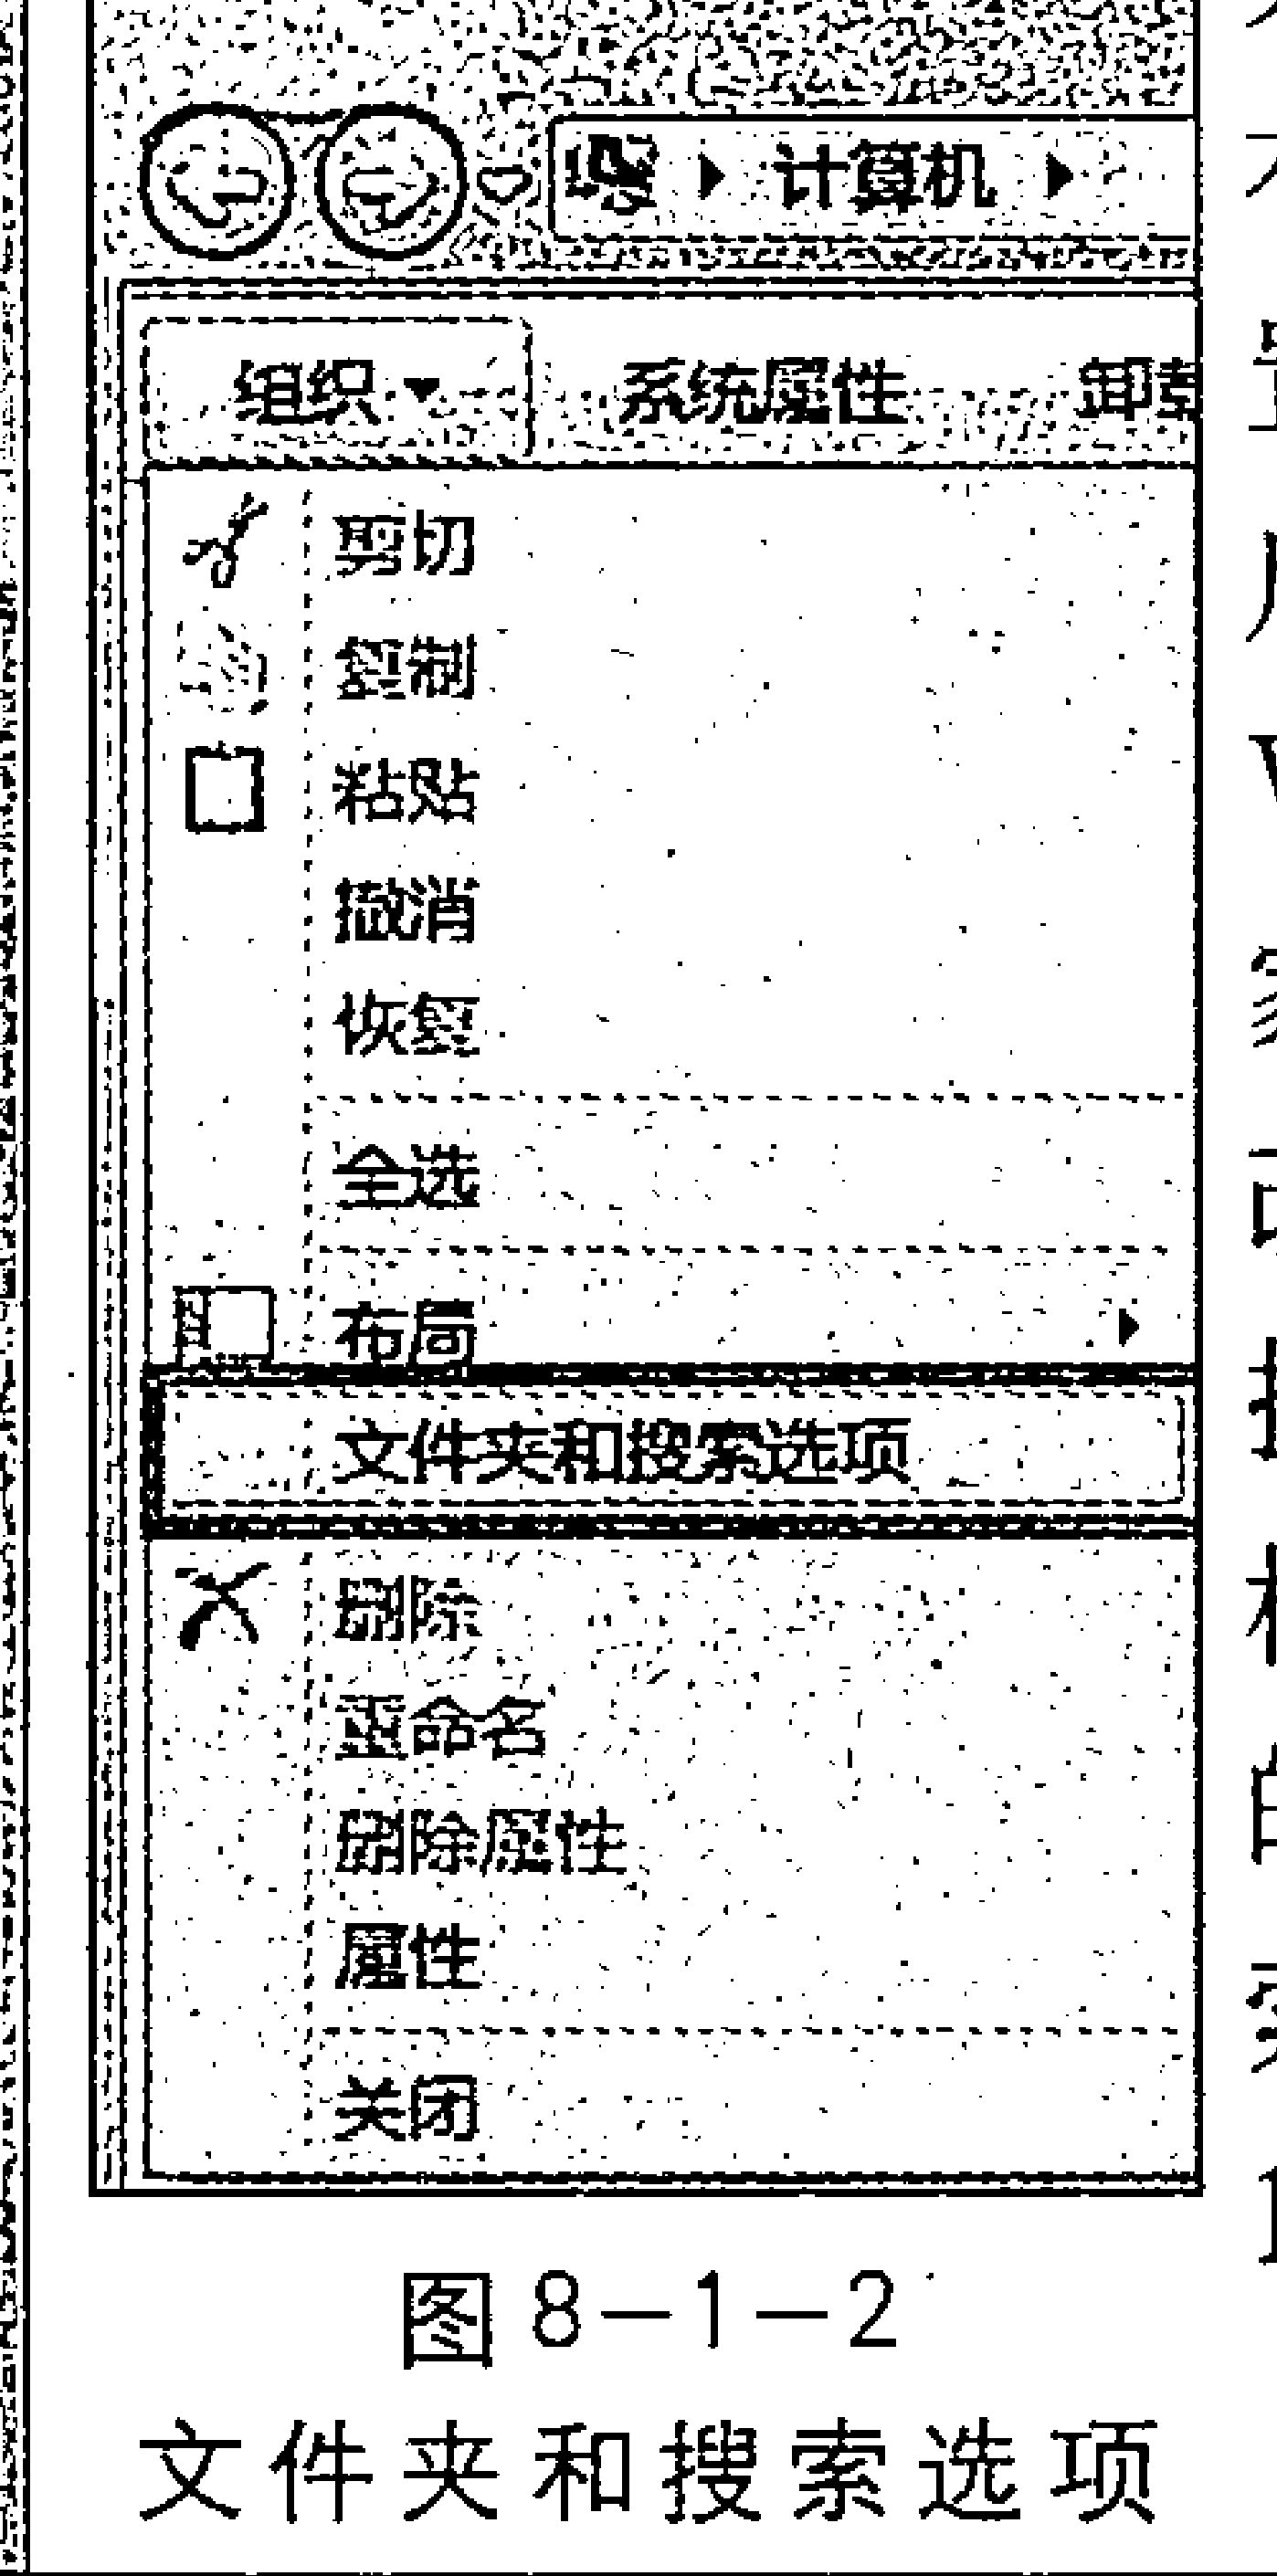 计算机
组织 系统属性 卸
剪切
复制
粘贴
撤消
恢复
全选
布局
文件夹和搜索选项
删除
重命名
删除属性
属性
关闭
图8-1-2
文件夹和搜索选项